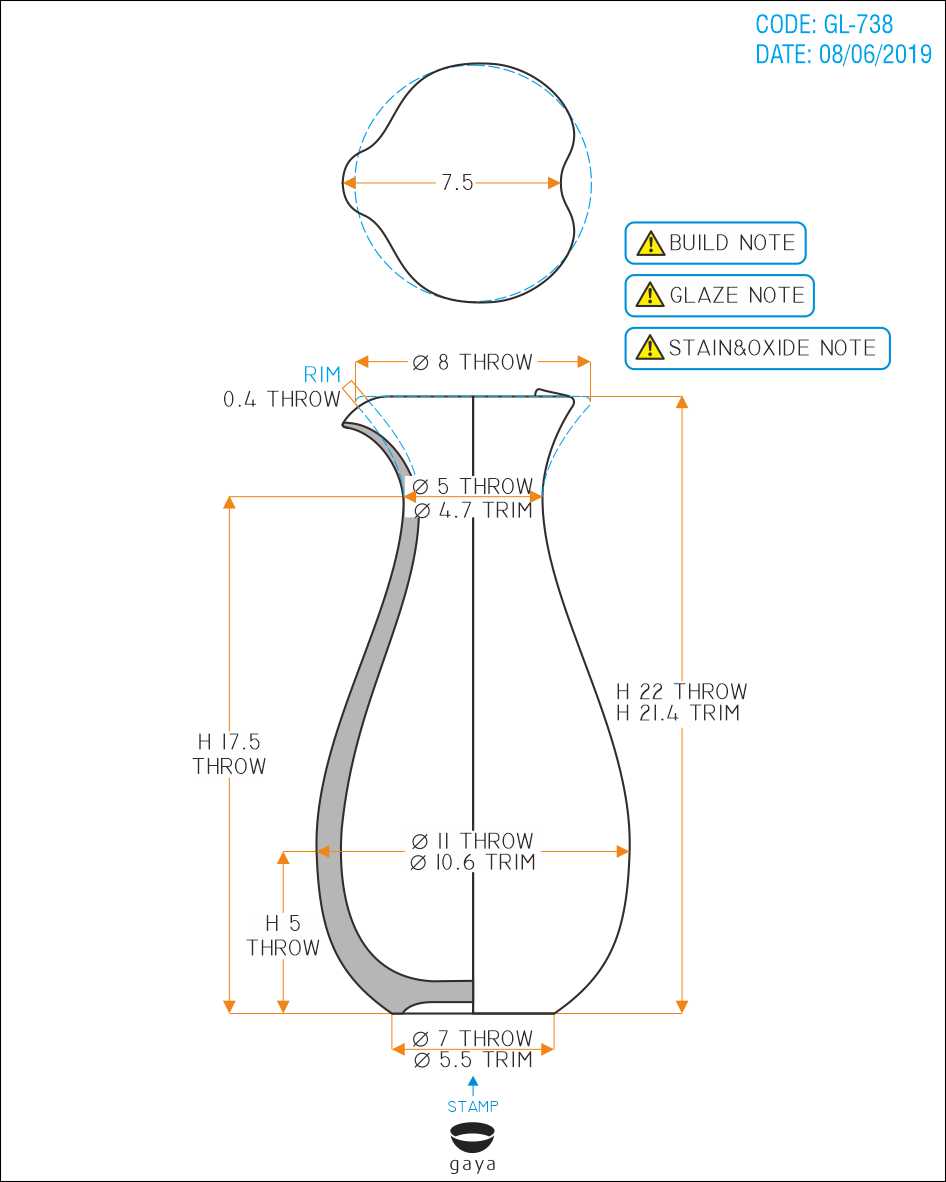 CODE: GL-738
DATE: 08/06/2019
7.5
BUILD NOTE
GLAZE NOTE
STAIN&OXIDE NOTE
Ø 8 THROW
RIM
0.4 THROW
Ø 5 THROW
Ø 4.7 TRIM
H 22 THROW
H 21.4 TRIM
H 17.5
THROW
Ø 11 THROW
Ø 10.6 TRIM
H 5
THROW
Ø 7 THROW
Ø 5.5 TRIM
STAMP
gaya